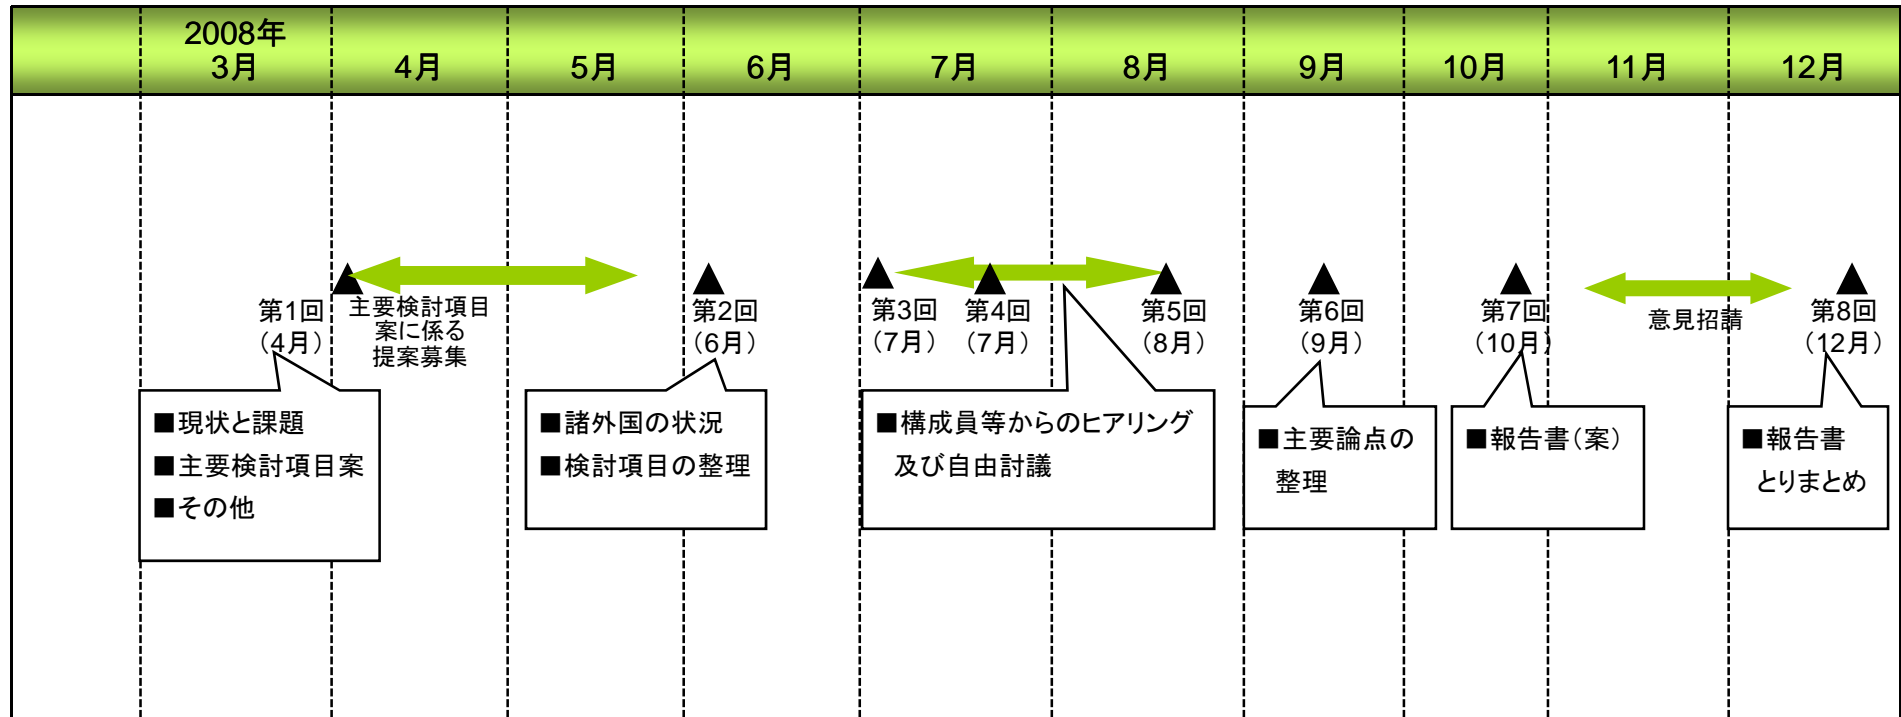 2008年
3月
4月
5月
6月
7月
8月
9月
10月
11月
12月
第1回
(4月)
主要検討項目
案に係る
提案募集
第2回
(6月)
第3回
(7月)
第4回
(7月)
第5回
(8月)
第6回
(9月)
第7回
(10月)
意見招請
第8回
(12月)
■現状と課題
■主要検討項目案
■その他
■諸外国の状況
■検討項目の整理
■構成員等からのヒアリング
及び自由討議
■主要論点の
整理
■報告書(案)
■報告書
とりまとめ